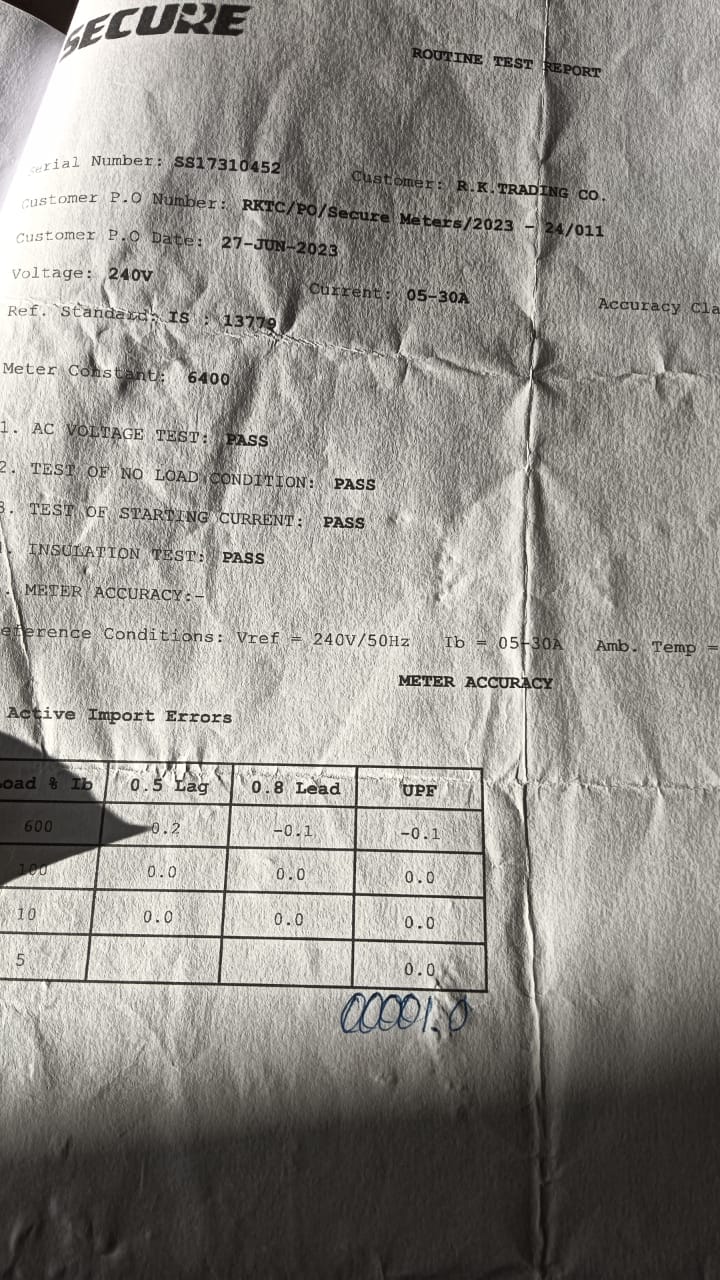 SECURE
ROUTINE TEST REPORT
Serial Number: SS17310452 Customer: R.K.TRADING CO.
Customer P.O Number: RKTC/PO/Secure Meters/2023 - 24/011
Customer P.O Date: 27-JUN-2023
Voltage: 240V Current: 05-30A Accuracy Cla
Ref. Standard: IS : 13779
Meter Constant: 6400
1. AC VOLTAGE TEST: PASS
2. TEST OF NO LOAD CONDITION: PASS
3. TEST OF STARTING CURRENT: PASS
. INSULATION TEST: PASS
. METER ACCURACY:-
eference Conditions: Vref = 240V/50Hz Ib = 05-30A Amb. Temp =
METER ACCURACY
Active Import Errors
Load % Ib 0.5 Lag 0.8 Lead UPF
600 0.2 -0.1 -0.1
100 0.0 0.0 0.0
10 0.0 0.0 0.0
5 0.0
00001.0